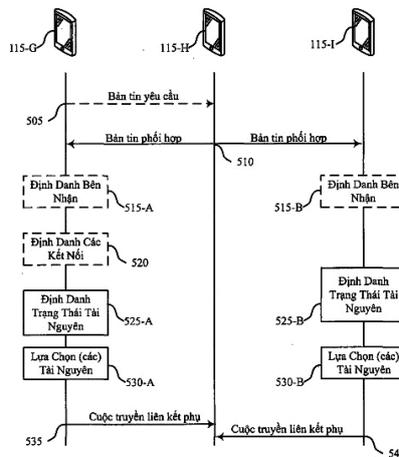 115-G
115-H
115-I
Bản tin yêu cầu
505
Bản tin phối hợp
Bản tin phối hợp
510
Định Danh Bên
Nhận
515-A
Định Danh Bên
Nhận
515-B
Định Danh Các
Kết Nối
520
Định Danh
Trạng Thái Tài
Nguyên
525-A
Định Danh
Trạng Thái Tài
Nguyên
525-B
Lựa Chọn (các)
Tài Nguyên
530-A
Lựa Chọn (các)
Tài Nguyên
530-B
Cuộc truyền liên kết phụ
535
Cuộc truyền liên kết phụ